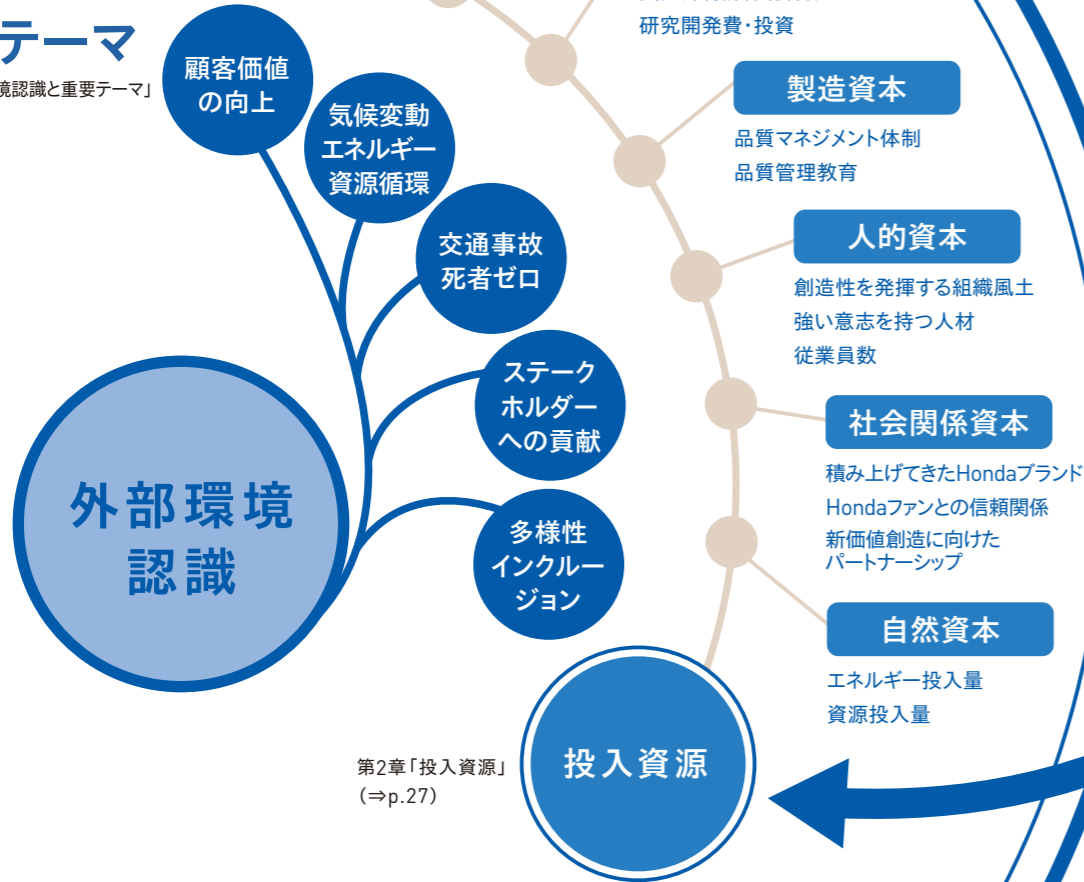 テーマ
境認識と重要テーマ」
顧客価値
の向上
気候変動
エネルギー
資源循環
交通事故
死者ゼロ
ステーク
ホルダー
への貢献
多様性
インクルー
ジョン
外部環境
認識
研究開発費・投資
製造資本
品質マネジメント体制
品質管理教育
人的資本
創造性を発揮する組織風土
強い意志を持つ人材
従業員数
社会関係資本
積み上げてきたHondaブランド
Hondaファンとの信頼関係
新価値創造に向けた
パートナーシップ
自然資本
エネルギー投入量
資源投入量
投入資源
第2章「投入資源」
(⇒p.27)